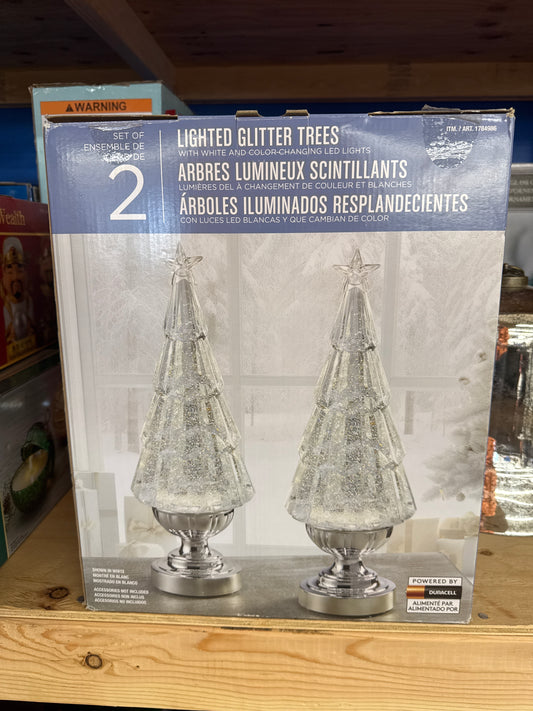 WARNING
ITM. / ART. 1784986
SET OF
ENSEMBLE DE
DE
2
LIGHTED GLITTER TREES
WITH WHITE AND COLOR-CHANGING LED LIGHTS
ARBRES LUMINEUX SCINTILLANTS
LUMIÈRES DEL À CHANGEMENT DE COULEUR ET BLANCHES
ÁRBOLES ILUMINADOS RESPLANDECIENTES
CON LUCES LED BLANCAS Y QUE CAMBIAN DE COLOR
Wealth
SHOWN IN WHITE
MONTRÉ EN BLANC
MOSTRADO EN BLANCO
ACCESSORIES NOT INCLUDED
ACCESSOIRES NON INCLUS
ACCESORIOS NO INCLUIDOS
POWERED BY
DURACELL
ALIMENTÉ PAR
ALIMENTADO POR